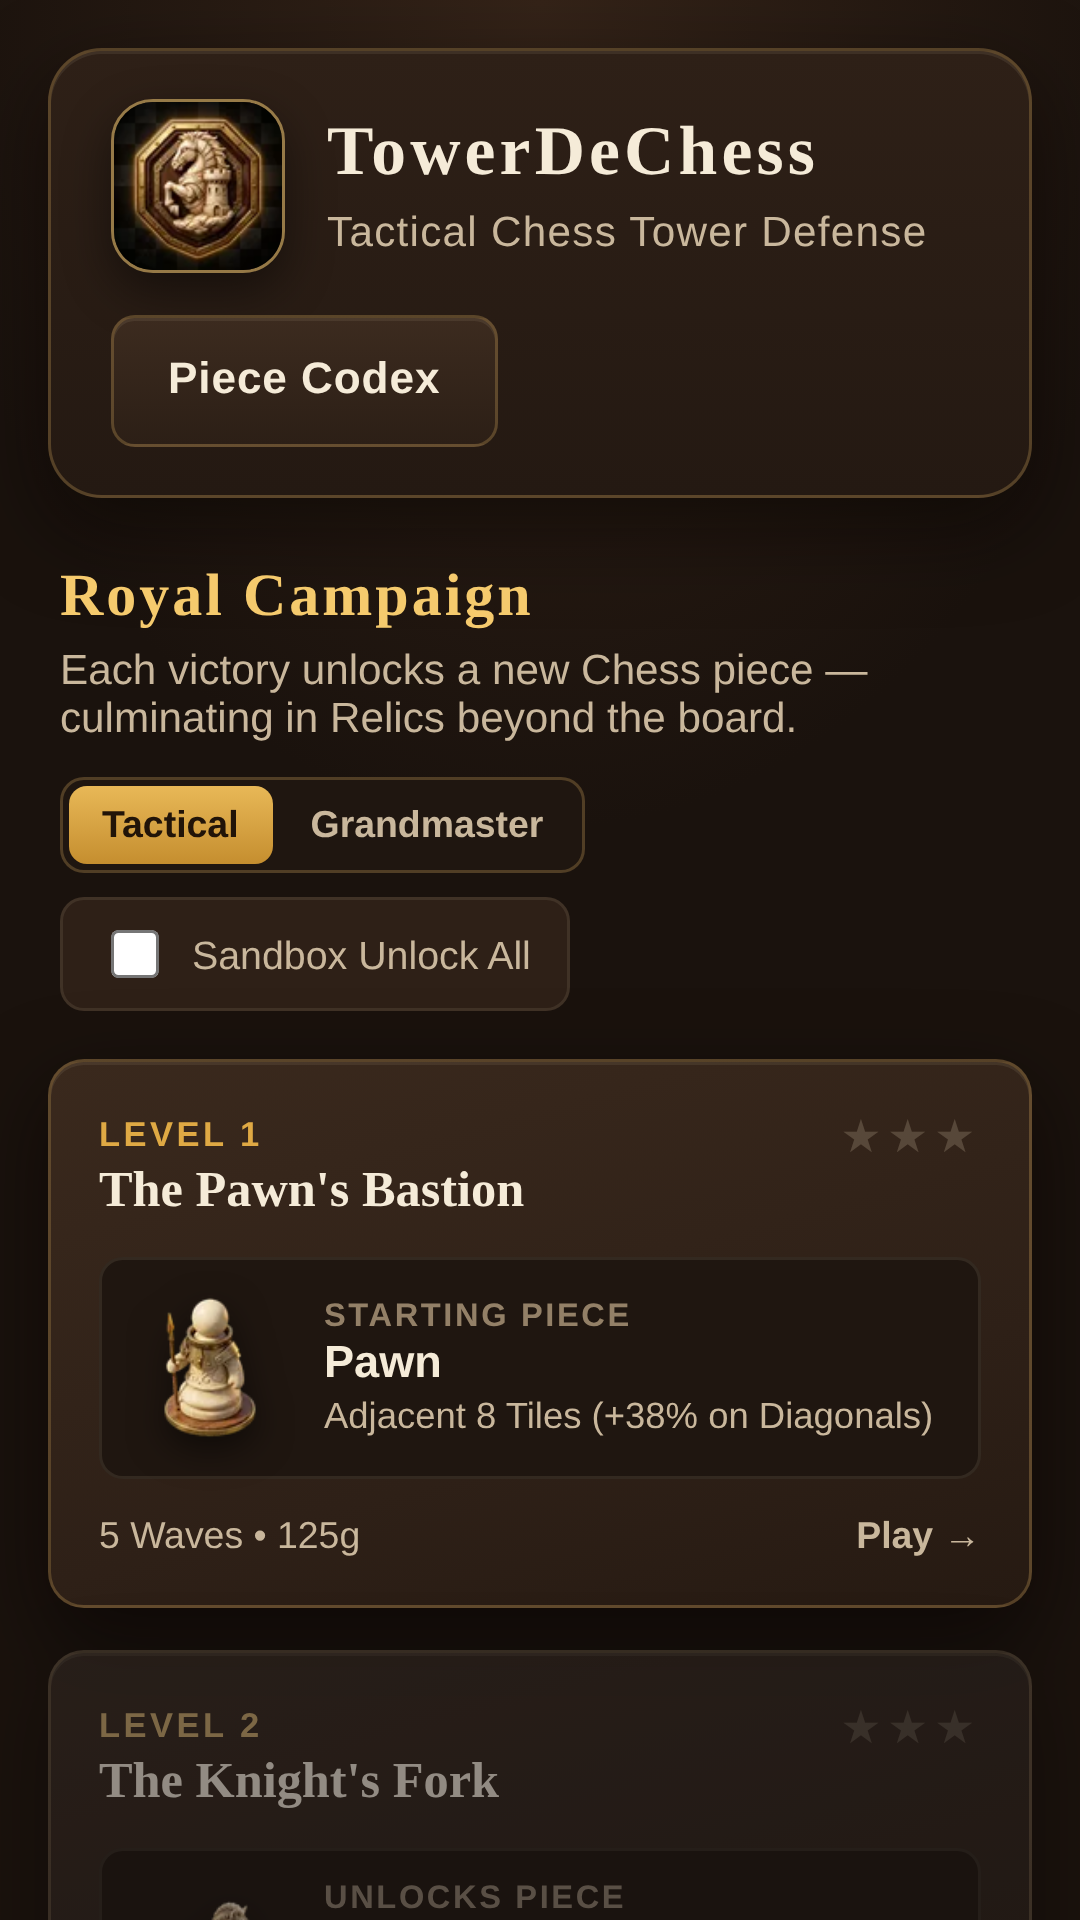 TowerDeChess
Tactical Chess Tower Defense
Piece Codex
Royal Campaign
Each victory unlocks a new Chess piece —
culminating in Relics beyond the board.
Tactical
Grandmaster
Sandbox Unlock All
LEVEL 1
★★★
The Pawn's Bastion
STARTING PIECE
Pawn
Adjacent 8 Tiles (+38% on Diagonals)
5 Waves • 125g
Play →
LEVEL 2
★★★
The Knight's Fork
UNLOCKS PIECE